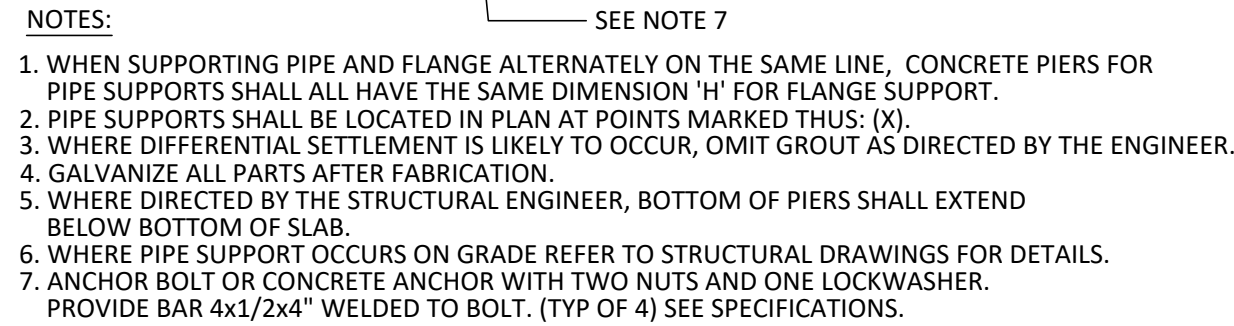 NOTES:
SEE NOTE 7
1. WHEN SUPPORTING PIPE AND FLANGE ALTERNATELY ON THE SAME LINE, CONCRETE PIERS FOR
PIPE SUPPORTS SHALL ALL HAVE THE SAME DIMENSION 'H' FOR FLANGE SUPPORT.
2. PIPE SUPPORTS SHALL BE LOCATED IN PLAN AT POINTS MARKED THUS: (X).
3. WHERE DIFFERENTIAL SETTLEMENT IS LIKELY TO OCCUR, OMIT GROUT AS DIRECTED BY THE ENGINEER.
4. GALVANIZE ALL PARTS AFTER FABRICATION.
5. WHERE DIRECTED BY THE STRUCTURAL ENGINEER, BOTTOM OF PIERS SHALL EXTEND
BELOW BOTTOM OF SLAB.
6. WHERE PIPE SUPPORT OCCURS ON GRADE REFER TO STRUCTURAL DRAWINGS FOR DETAILS.
7. ANCHOR BOLT OR CONCRETE ANCHOR WITH TWO NUTS AND ONE LOCKWASHER.
PROVIDE BAR 4x1/2x4" WELDED TO BOLT. (TYP OF 4) SEE SPECIFICATIONS.